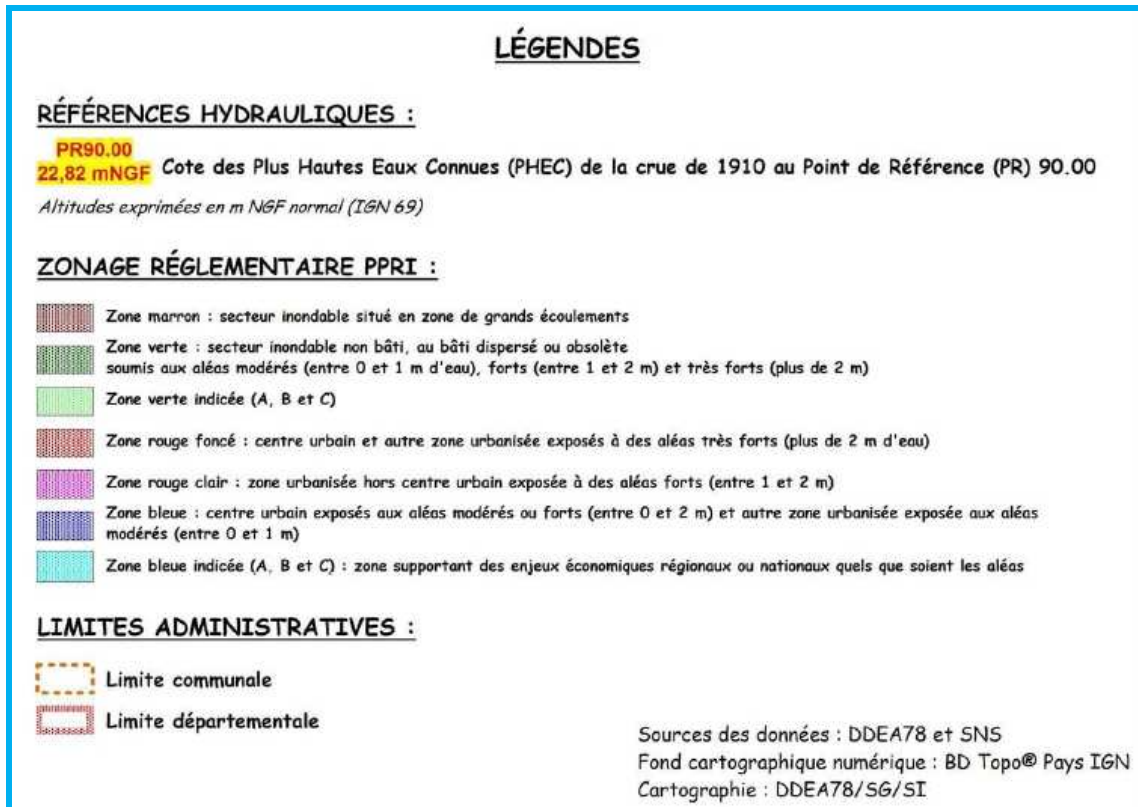 LÉGENDES
RÉFÉRENCES HYDRAULIQUES :
PR90.00
22,82 mNGF Cote des Plus Hautes Eaux Connues (PHEC) de la crue de 1910 au Point de Référence (PR) 90.00
Altitudes exprimées en m NGF normal (IGN 69)
ZONAGE RÉGLEMENTAIRE PPRI :
Zone marron : secteur inondable situé en zone de grands écoulements
Zone verte : secteur inondable non bâti, au bâti dispersé ou obsolète
soumis aux aléas modérés (entre 0 et 1 m d'eau), forts (entre 1 et 2 m) et très forts (plus de 2 m)
Zone verte indicée (A, B et C)
Zone rouge foncé : centre urbain et autre zone urbanisée exposés à des aléas très forts (plus de 2 m d'eau)
Zone rouge clair : zone urbanisée hors centre urbain exposée à des aléas forts (entre 1 et 2 m)
Zone bleue : centre urbain exposés aux aléas modérés ou forts (entre 0 et 2 m) et autre zone urbanisée exposée aux aléas
modérés (entre 0 et 1 m)
Zone bleue indicée (A, B et C) : zone supportant des enjeux économiques régionaux ou nationaux quels que soient les aléas
LIMITES ADMINISTRATIVES :
Limite communale
Limite départementale
Sources des données : DDEA78 et SNS
Fond cartographique numérique : BD Topo® Pays IGN
Cartographie : DDEA78/SG/SI